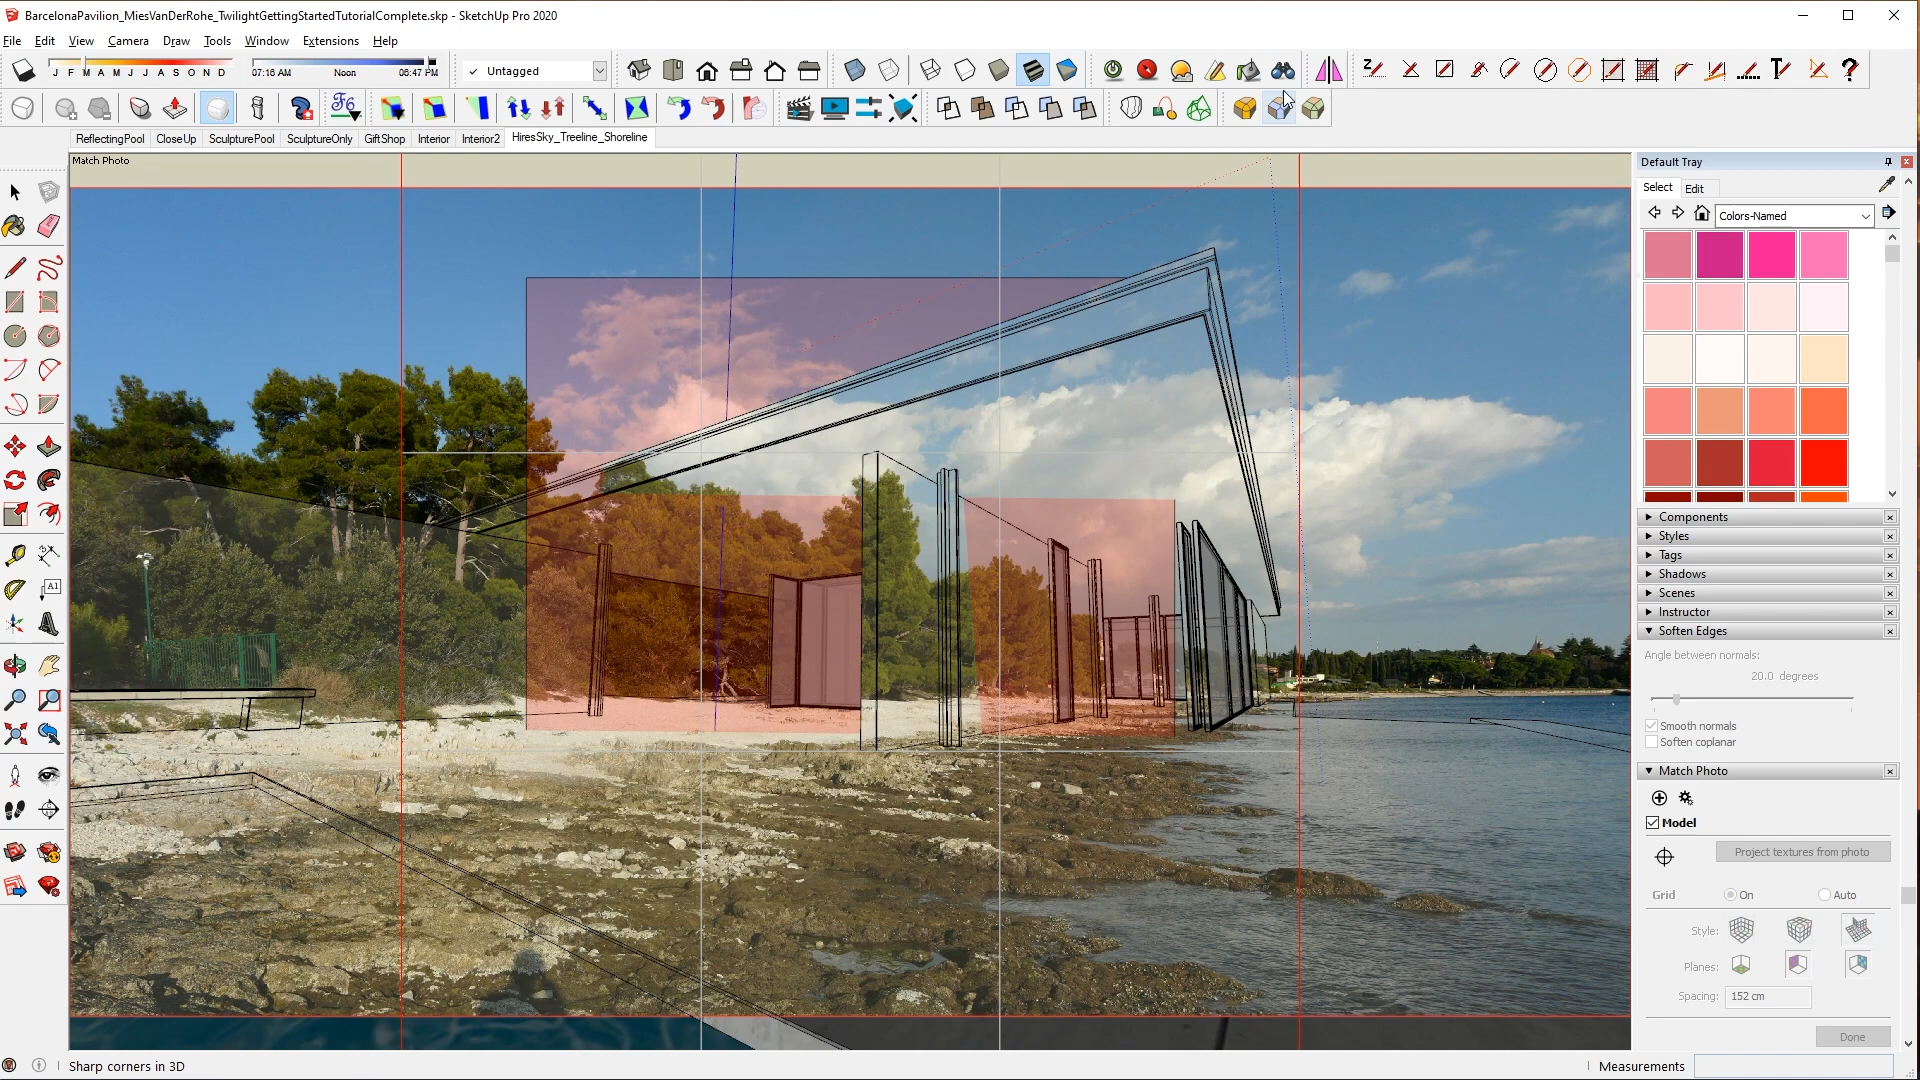 BarcelonaPavilion_MiesVanDerRohe_TwilightGettingStartedTutorialComplete.skp - SketchUp Pro 2020
File Edit View Camera Draw Tools Window Extensions Help
J F M A M J J A S O N D
07:16 AM Noon 06:47 PM
Untagged
ReflectingPool CloseUp SculpturePool SculptureOnly GiftShop Interior Interior2 HiresSky_Treeline_Shoreline
Match Photo
Default Tray
Select Edit
Colors-Named
Components
Styles
Tags
Shadows
Scenes
Instructor
Soften Edges
Angle between normals:
20.0 degrees
Smooth normals
Soften coplanar
Match Photo
Model
Project textures from photo
Grid On Auto
Style:
Planes:
Spacing: 152 cm
Done
Sharp corners in 3D
Measurements